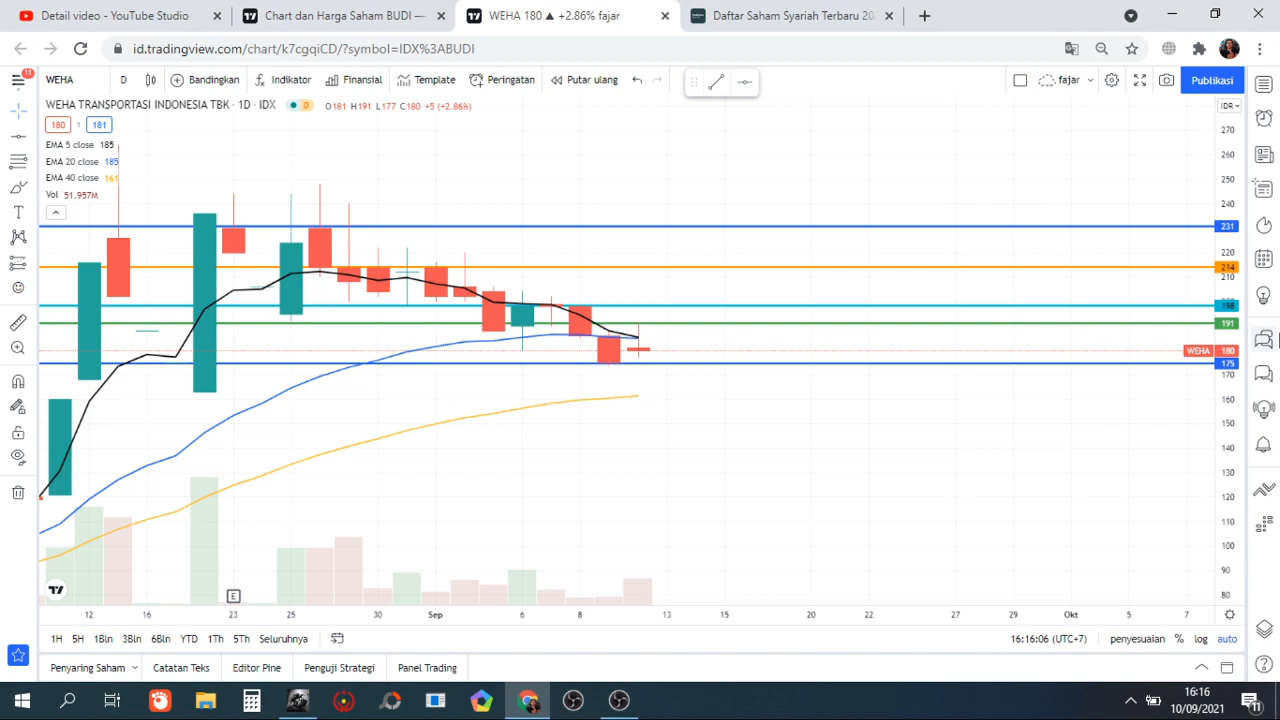 Detail video - YouTube Studio
Chart dan Harga Saham BUDI —
WEHA 180 ▲ +2.86% fajar
Daftar Saham Syariah Terbaru 202
id.tradingview.com/chart/k7cgqiCD/?symbol=IDX%3ABUDI
11
WEHA
D
Bandingkan
Indikator
Finansial
Template
Peringatan
Putar ulang
fajar
Publikasi
WEHA TRANSPORTASI INDONESIA TBK · 1D · IDX
D
O181 H191 L177 C180 +5 (+2.86%)
IDR
180
1
181
EMA 5 close 185
EMA 20 close 185
EMA 40 close 161
Vol 51.957M
270
260
250
240
231
220
214
210
198
191
WEHA 180
175
170
160
150
140
130
120
110
100
90
80
E
12
16
23
25
30
Sep
6
8
13
15
20
22
27
29
Okt
5
7
1H
5H
1Bln
3Bln
6Bln
YTD
1Th
5Th
Seluruhnya
16:16:06 (UTC+7)
penyesuaian
%
log
auto
Penyaring Saham
Catatan Teks
Editor Pine
Penguji Strategi
Panel Trading
16:16
10/09/2021
11